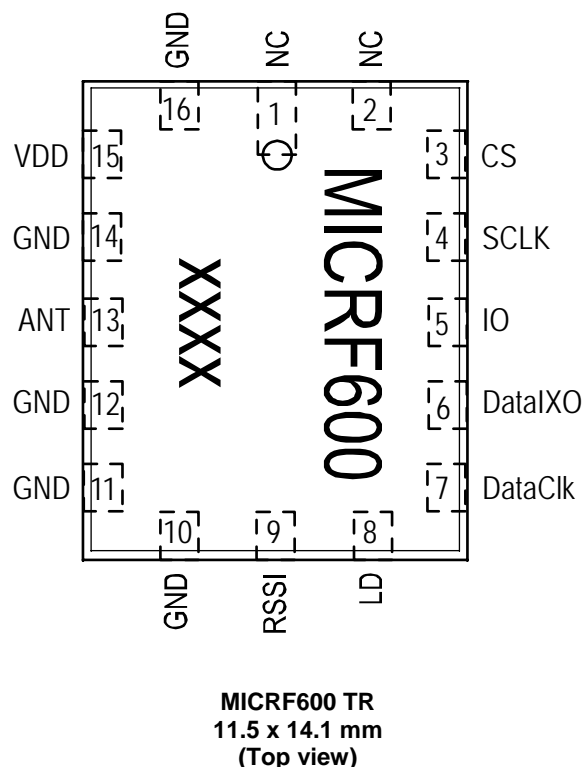 GND
NC
NC
16
1
2
VDD
15
3
CS
GND
14
4
SCLK
ANT
13
5
IO
GND
12
6
DataIXO
GND
11
7
DataClk
XXXX
MICRF600
10
9
8
GND
RSSI
LD
MICRF600 TR
11.5 x 14.1 mm
(Top view)